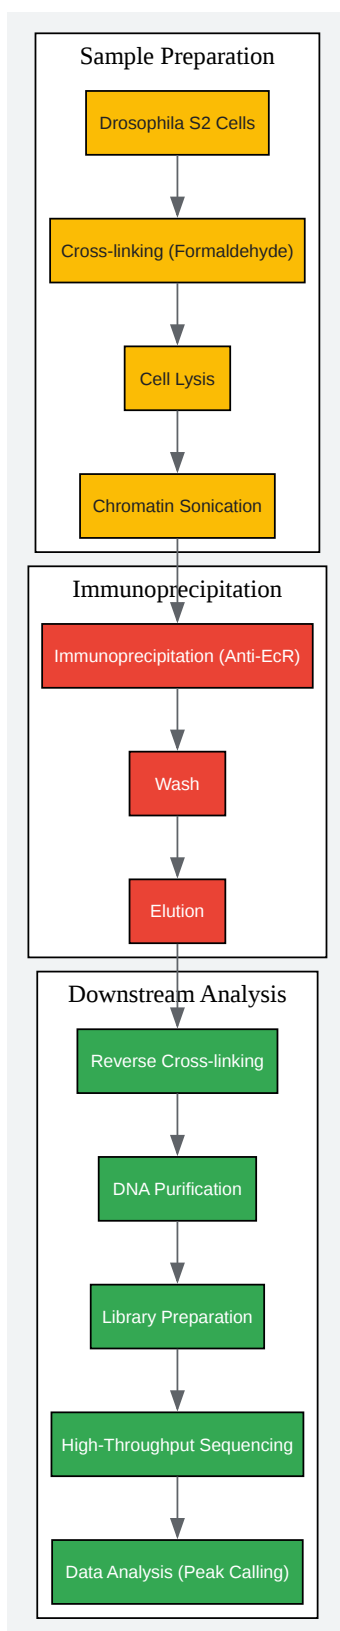 Sample Preparation
Drosophila S2 Cells
Cross-linking (Formaldehyde)
Cell Lysis
Chromatin Sonication
Immunoprecipitation
Immunoprecipitation (Anti-EcR)
Wash
Elution
Downstream Analysis
Reverse Cross-linking
DNA Purification
Library Preparation
High-Throughput Sequencing
Data Analysis (Peak Calling)